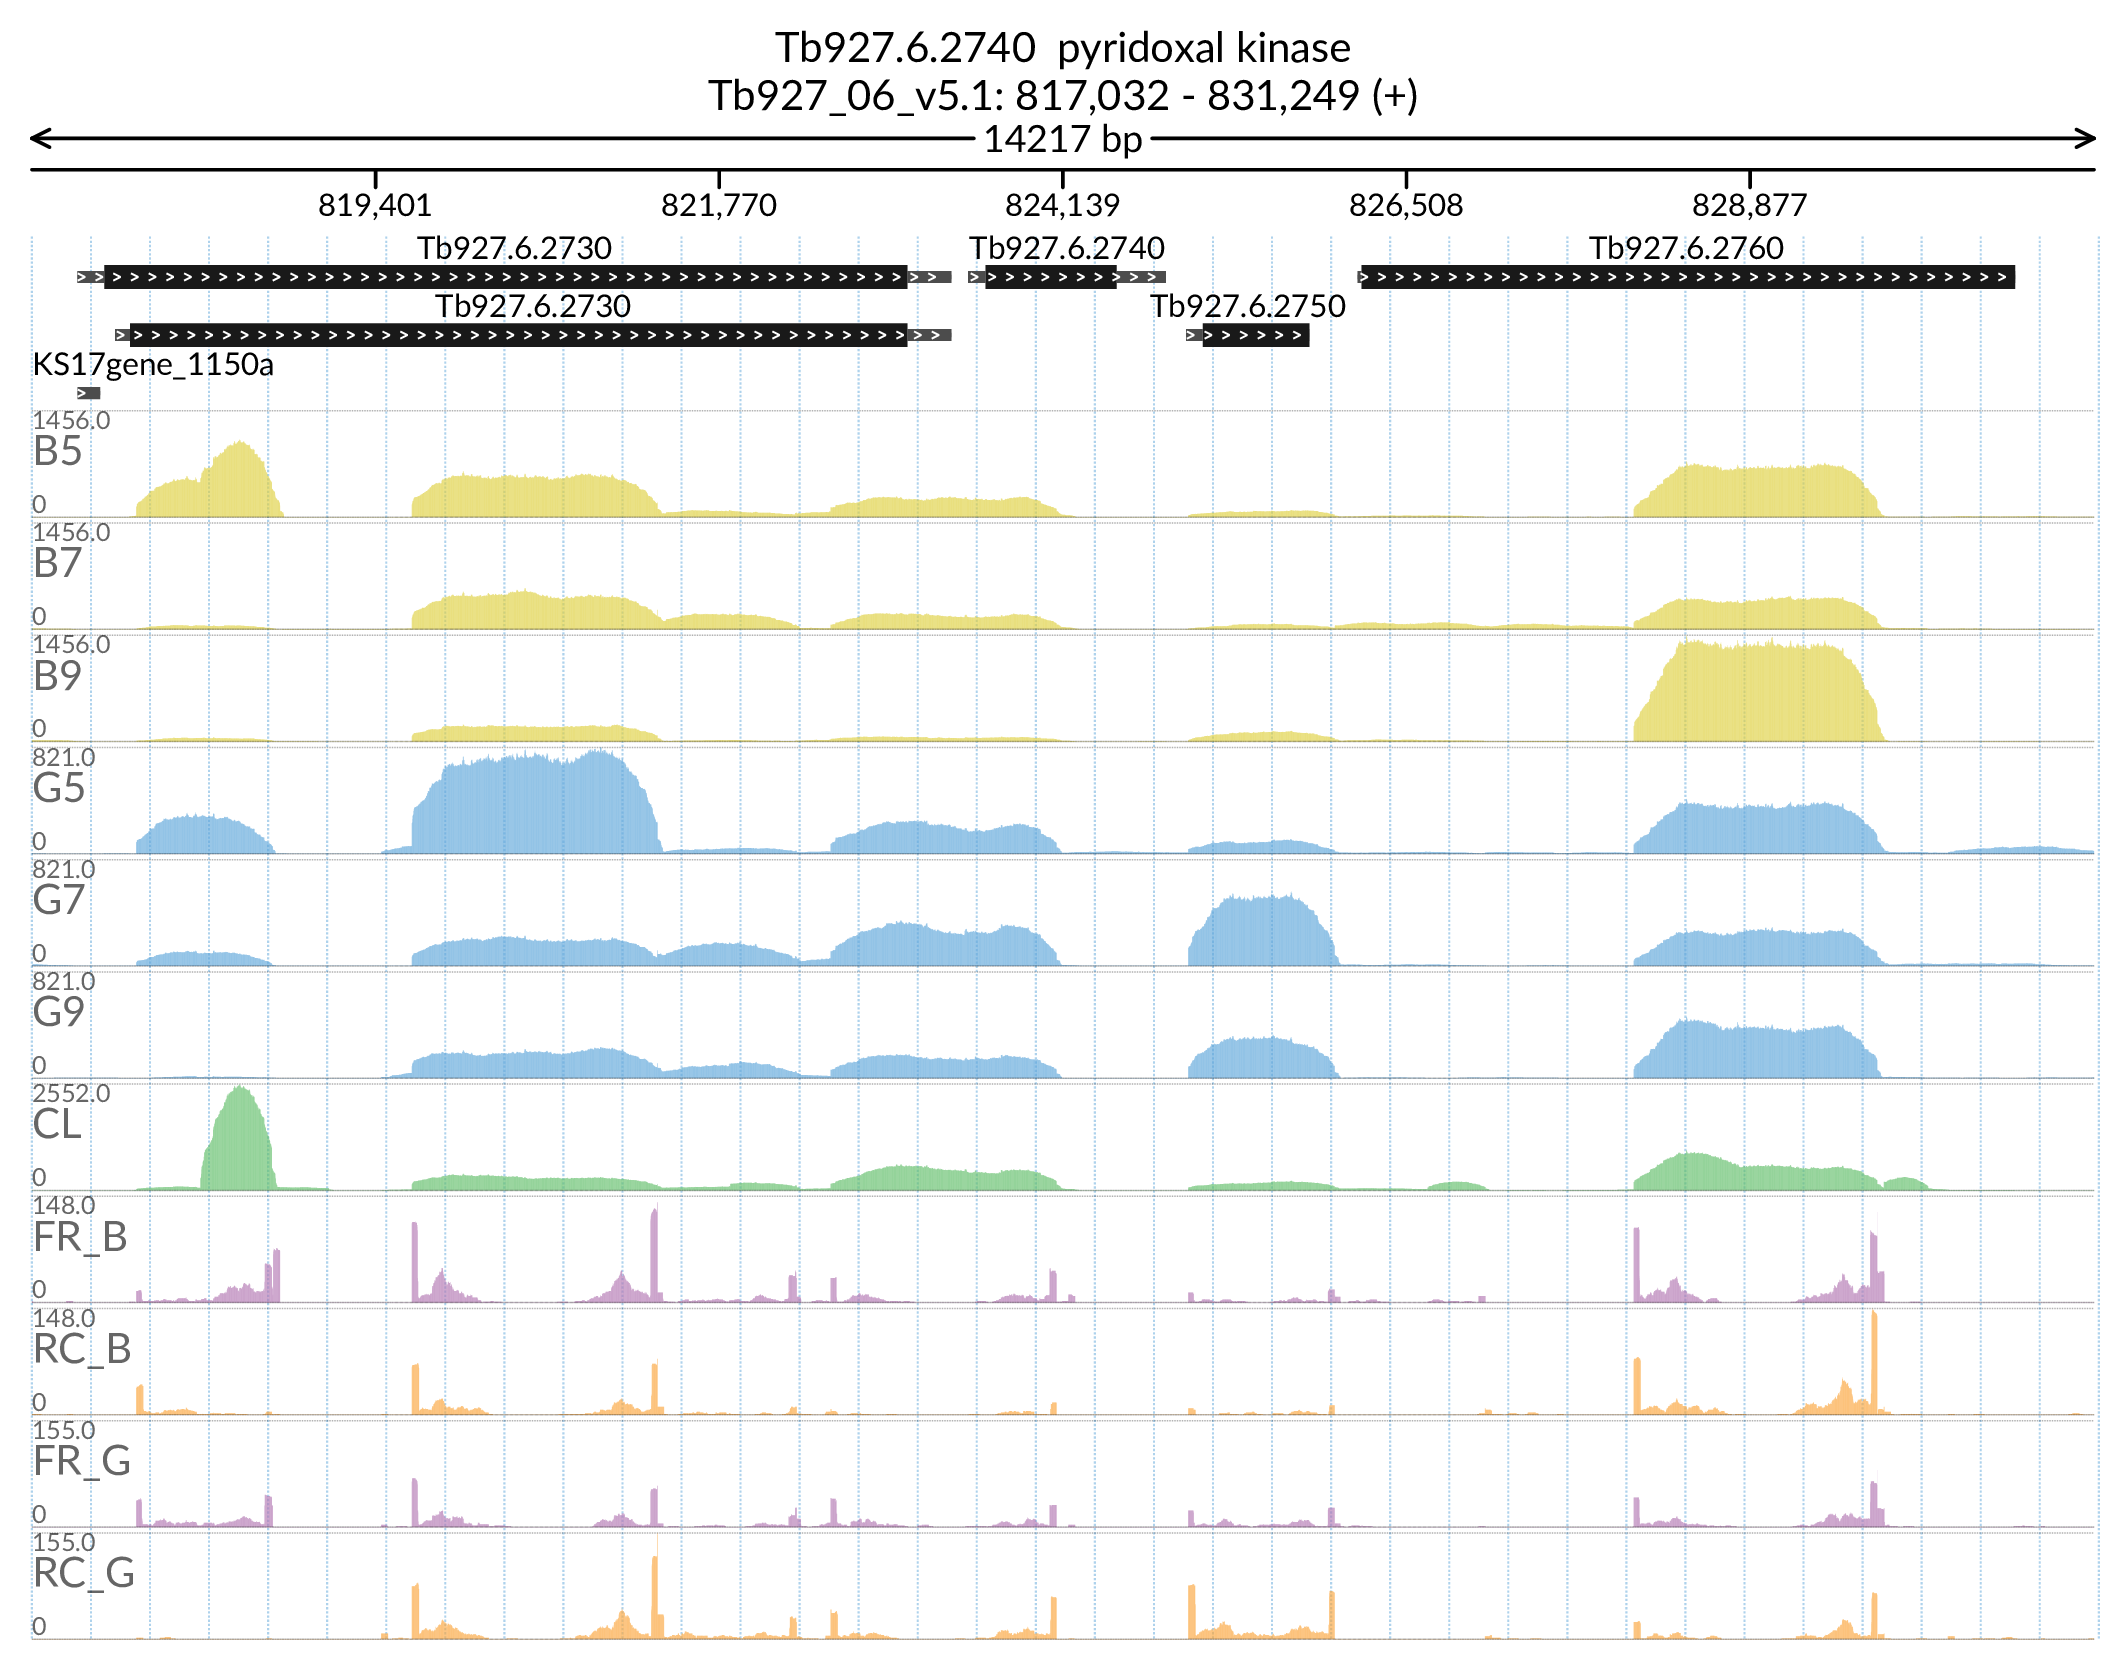 Tb927.6.2740  pyridoxal kinase
Tb927_06_v5.1: 817,032 - 831,249 (+)
14217 bp
819,401 821,770 824,139 826,508 828,877
Tb927.6.2730 Tb927.6.2740 Tb927.6.2760
Tb927.6.2730 Tb927.6.2750
KS17gene_1150a
1456.0
B5
0
1456.0
B7
0
1456.0
B9
0
821.0
G5
0
821.0
G7
0
821.0
G9
0
2552.0
CL
0
148.0
FR_B
0
148.0
RC_B
0
155.0
FR_G
0
155.0
RC_G
0